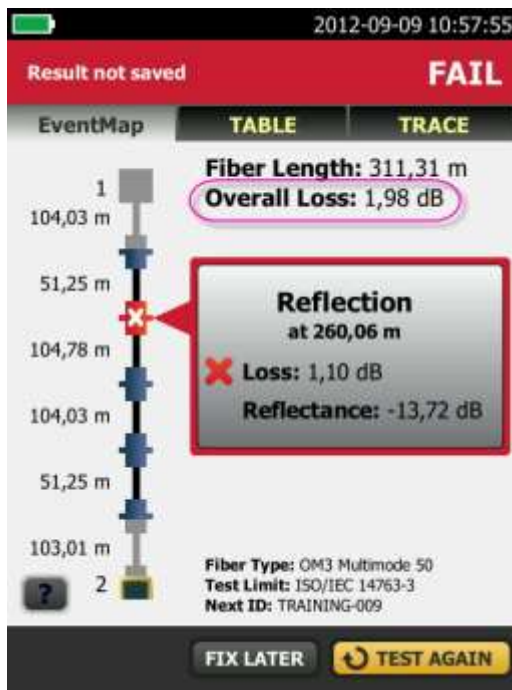 2012-09-09 10:57:55
Result not saved FAIL
EventMap TABLE TRACE
Fiber Length: 311,31 m
Overall Loss: 1,98 dB
1
104,03 m
51,25 m
104,78 m
104,03 m
51,25 m
103,01 m
2
Reflection
at 260,06 m
Loss: 1,10 dB
Reflectance: -13,72 dB
Fiber Type: OM3 Multimode 50
Test Limit: ISO/IEC 14763-3
Next ID: TRAINING-009
?
FIX LATER TEST AGAIN